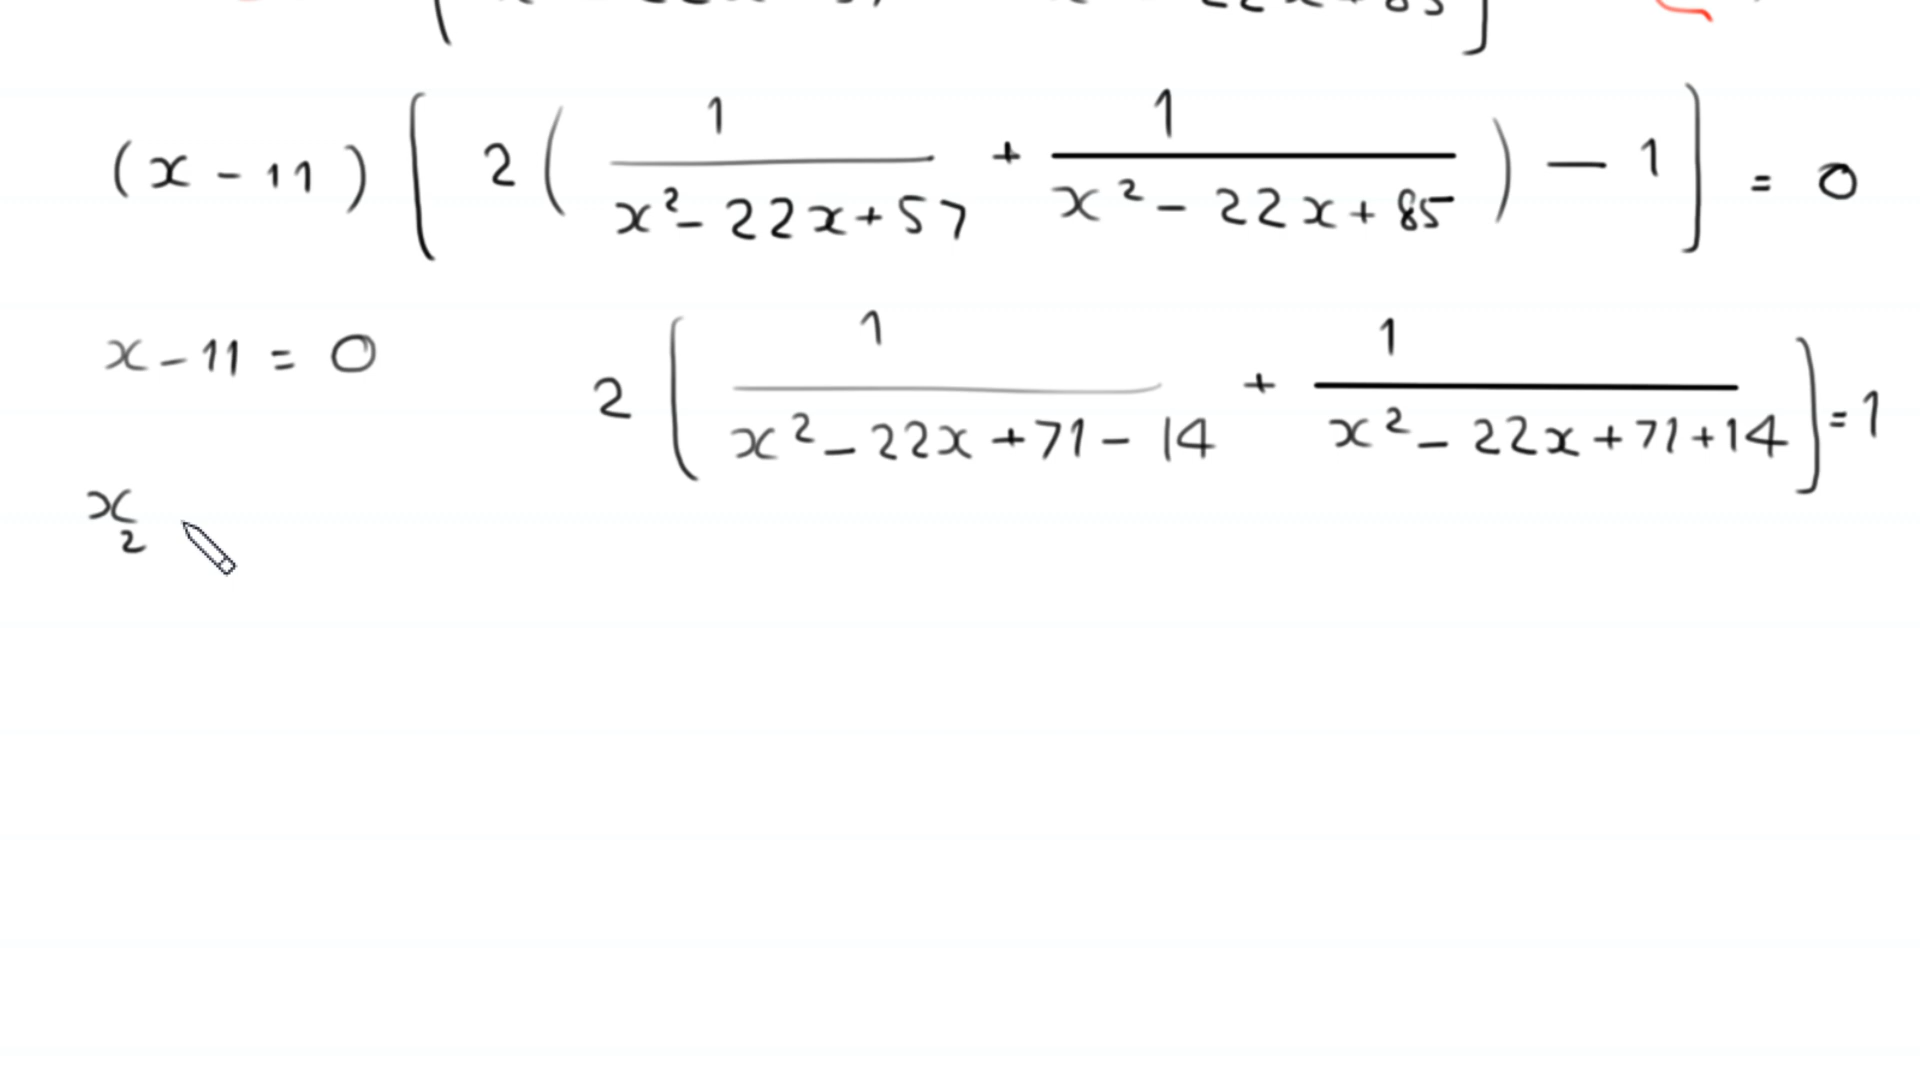 (x - 11) [ 2 ( 1/(x² - 22x + 57) + 1/(x² - 22x + 85) ) - 1 ] = 0
x - 11 = 0
2 [ 1/(x² - 22x + 71 - 14) + 1/(x² - 22x + 71 + 14) ] = 1
x₂